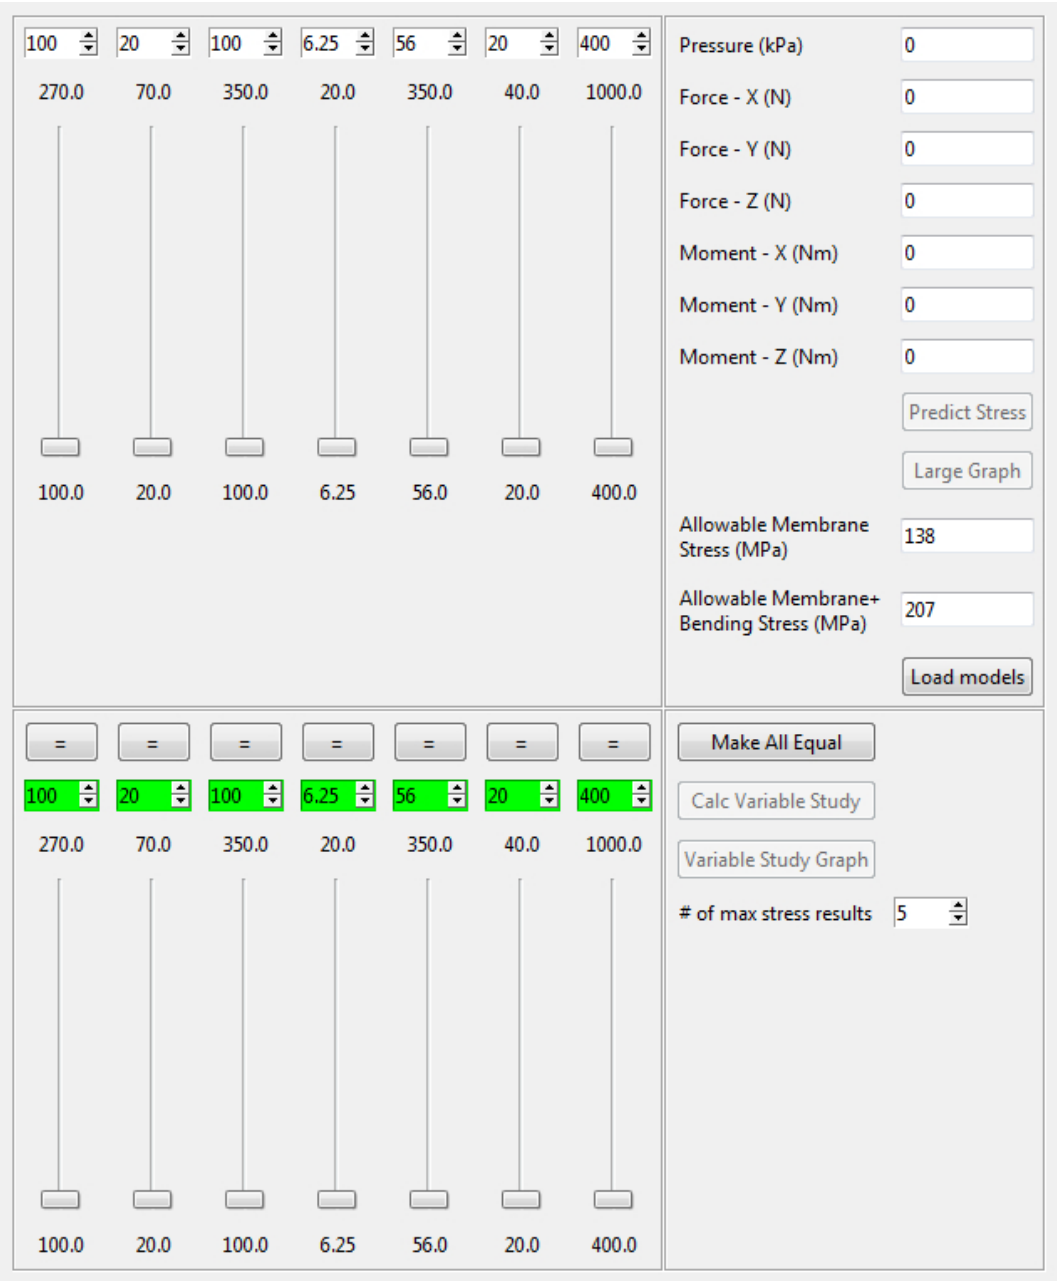 100 20 100 6.25 56 20 400
270.0 70.0 350.0 20.0 350.0 40.0 1000.0
100.0 20.0 100.0 6.25 56.0 20.0 400.0
Pressure (kPa) 0
Force - X (N) 0
Force - Y (N) 0
Force - Z (N) 0
Moment - X (Nm) 0
Moment - Y (Nm) 0
Moment - Z (Nm) 0
Predict Stress
Large Graph
Allowable Membrane
Stress (MPa) 138
Allowable Membrane+
Bending Stress (MPa) 207
Load models
= = = = = = =
100 20 100 6.25 56 20 400
270.0 70.0 350.0 20.0 350.0 40.0 1000.0
100.0 20.0 100.0 6.25 56.0 20.0 400.0
Make All Equal
Calc Variable Study
Variable Study Graph
# of max stress results 5